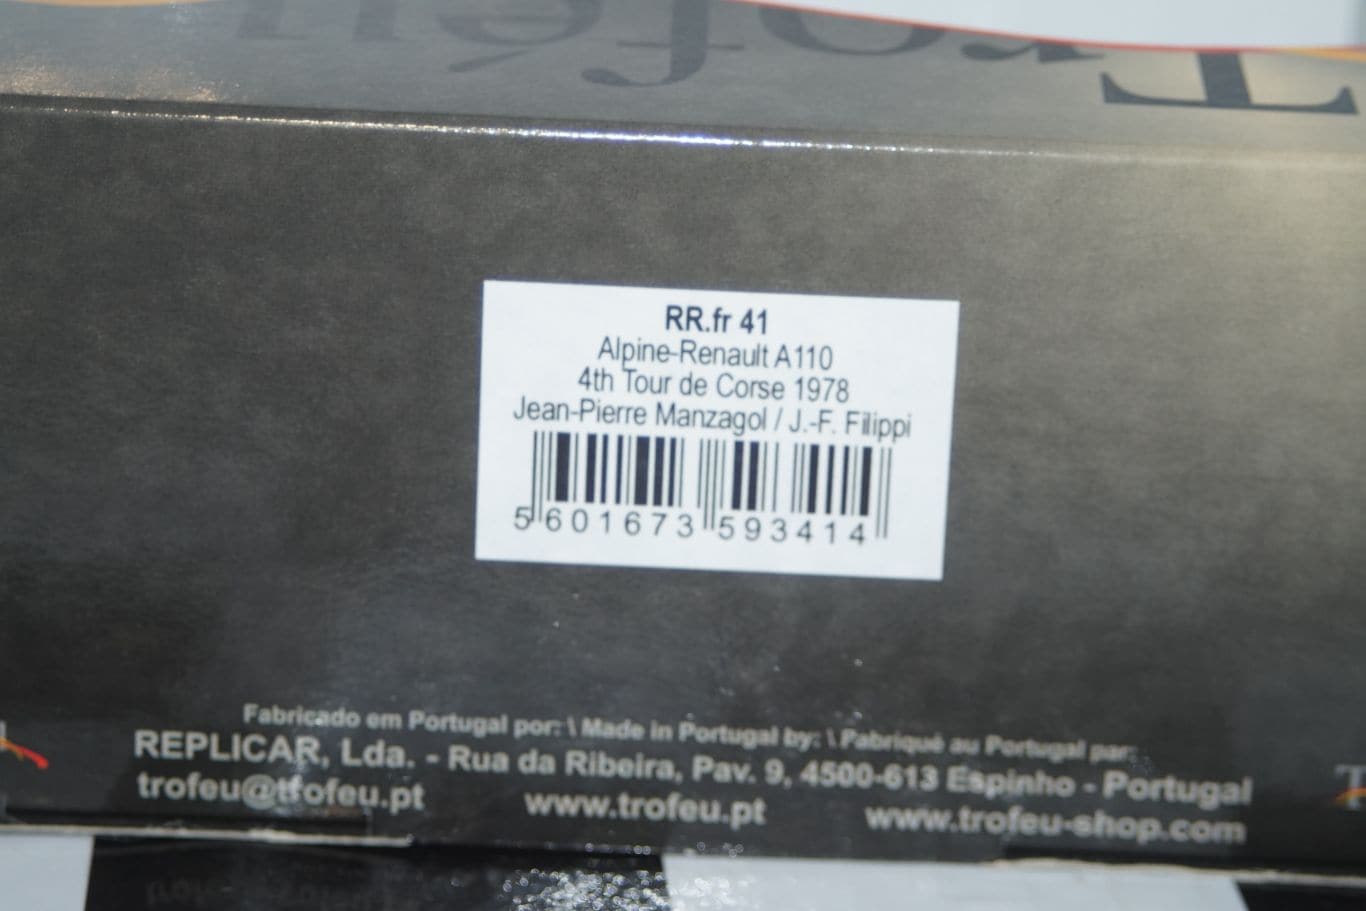 Troféu
RR.fr 41
Alpine-Renault A110
4th Tour de Corse 1978
Jean-Pierre Manzagol / J.-F. Filippi
5 601673 593414
Fabricado em Portugal por: \ Made in Portugal by: \ Fabriqué au Portugal par:
REPLICAR, Lda. - Rua da Ribeira, Pav. 9, 4500-613 Espinho - Portugal
trofeu@trofeu.pt www.trofeu.pt www.trofeu-shop.com